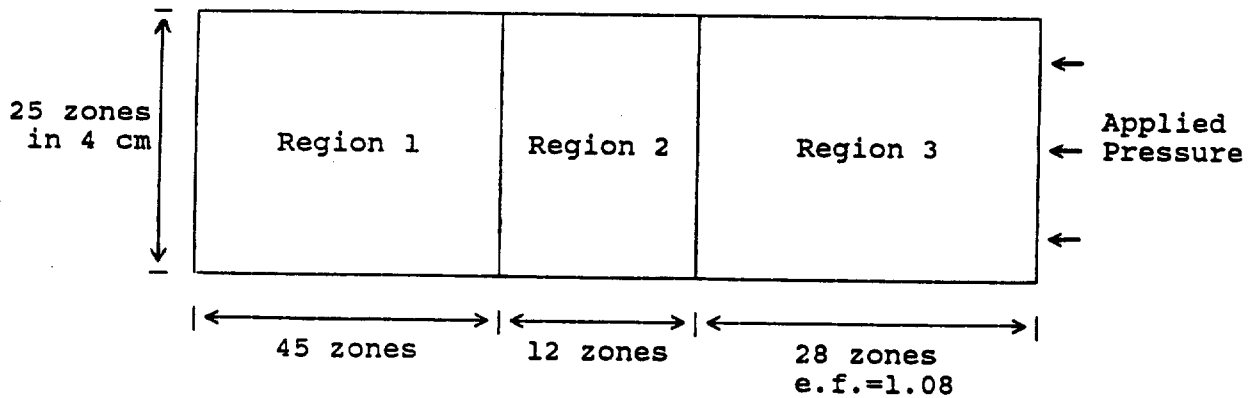 25 zones
in 4 cm
Region 1
Region 2
Region 3
Applied
Pressure
45 zones
12 zones
28 zones
e.f.=1.08